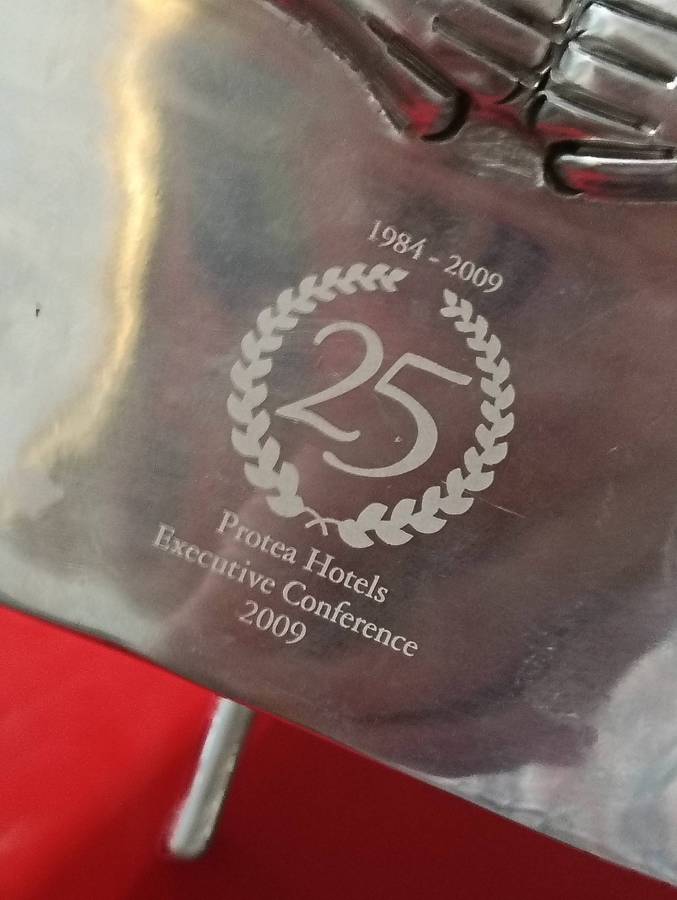 1984 - 2009
25
Protea Hotels
Executive Conference
2009